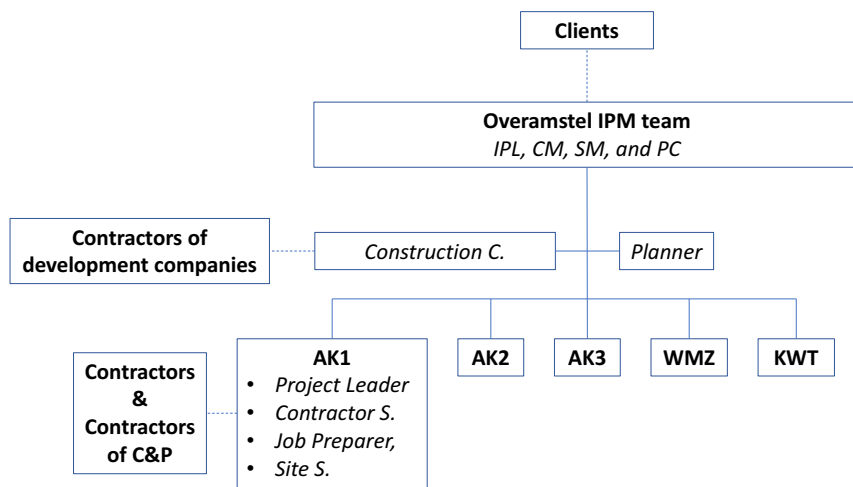 Clients
Overamstel IPM team
IPL, CM, SM, and PC
Contractors of
development companies
Construction C.
Planner
AK1
• Project Leader
• Contractor S.
• Job Preparer,
• Site S.
AK2
AK3
WMZ
KWT
Contractors
&
Contractors
of C&P